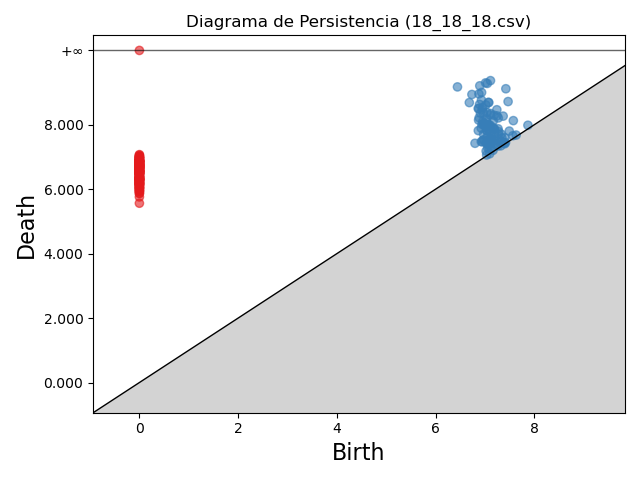 Diagrama de Persistencia (18_18_18.csv)
+∞
8.000
6.000
4.000
2.000
0.000
Death
0 2 4 6 8
Birth